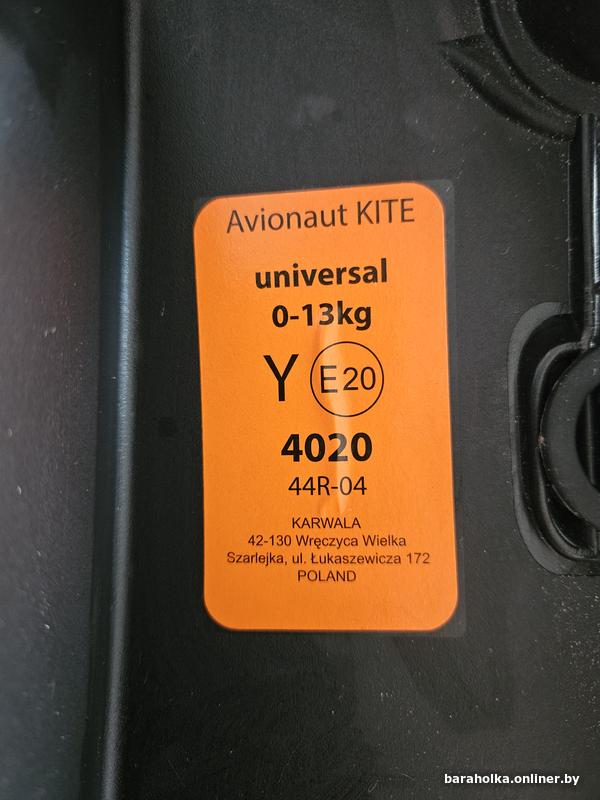 Avionaut KITE
universal
0-13kg
Y E20
4020
44R-04
KARWALA
42-130 Wręczyca Wielka
Szarlejka, ul. Łukaszewicza 172
POLAND
baraholka.onliner.by